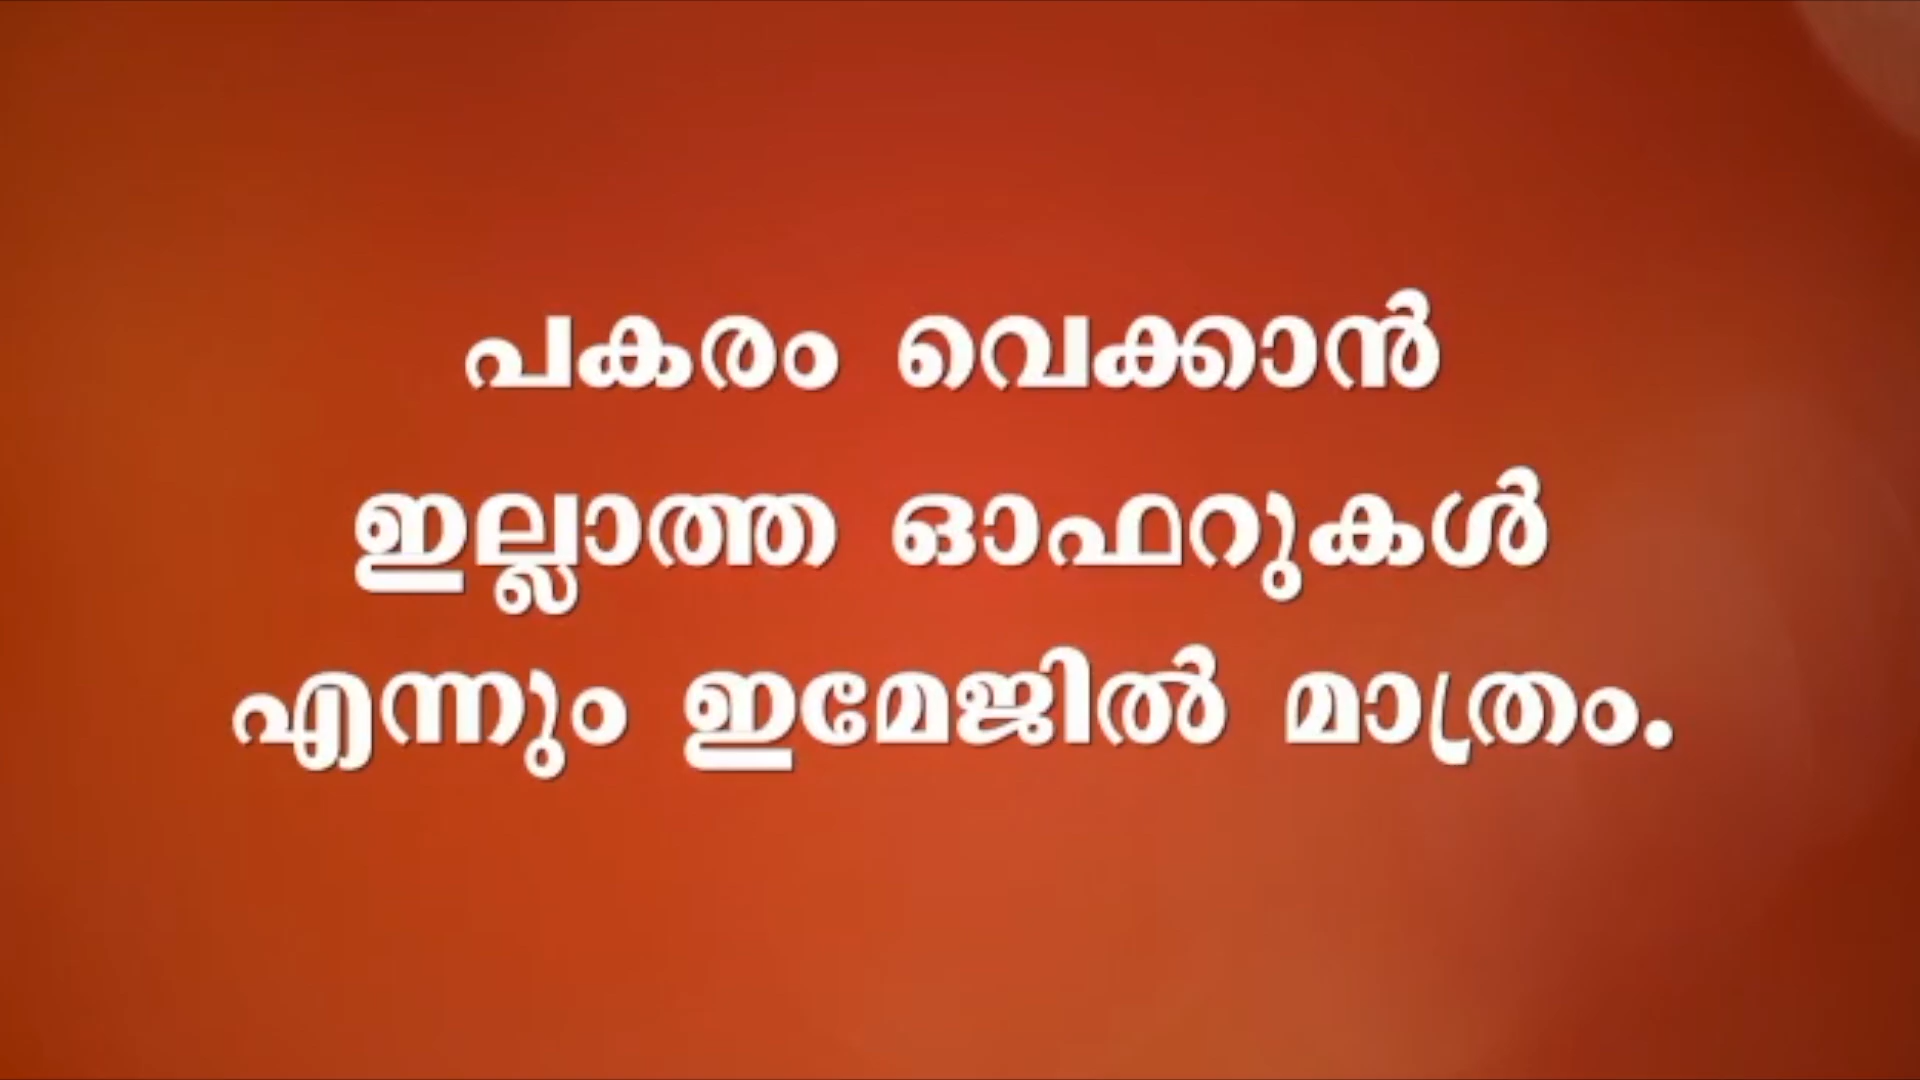 പകരം വെക്കാൻ
ഇല്ലാത്ത ഓഫറുകൾ
എന്നും ഇമേജിൽ മാത്രം.